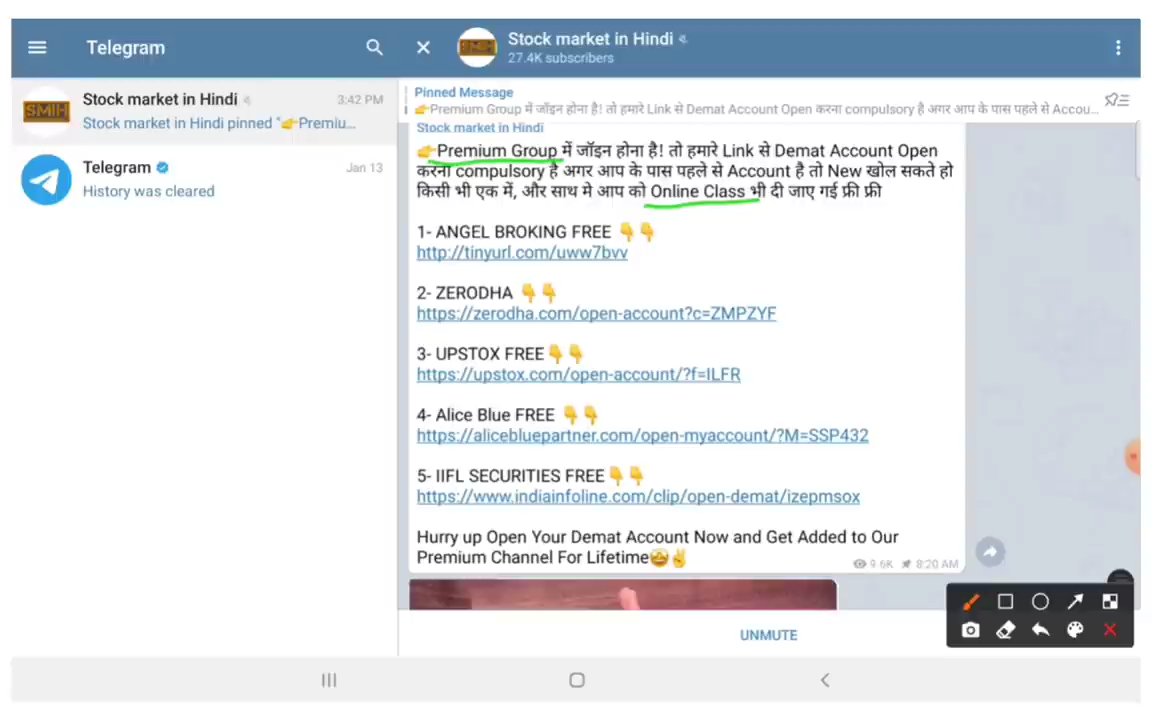 Telegram
Stock market in Hindi
27.4K subscribers
SMIH
Stock market in Hindi
3:42 PM
Stock market in Hindi pinned "👉Premiu...
Telegram
Jan 13
History was cleared
Pinned Message
👉Premium Group में जॉइन होना है! तो हमारे Link से Demat Account Open करना compulsory है अगर आप के पास पहले से Accou...
Stock market in Hindi
👉Premium Group में जॉइन होना है! तो हमारे Link से Demat Account Open
करना compulsory है अगर आप के पास पहले से Account है तो New खोल सकते हो
किसी भी एक में, और साथ मे आप को Online Class भी दी जाए गई फ्री फ्री
1- ANGEL BROKING FREE 👇👇
http://tinyurl.com/uww7bvv
2- ZERODHA 👇👇
https://zerodha.com/open-account?c=ZMPZYF
3- UPSTOX FREE👇👇
https://upstox.com/open-account/?f=ILFR
4- Alice Blue FREE 👇👇
https://alicebluepartner.com/open-myaccount/?M=SSP432
5- IIFL SECURITIES FREE👇👇
https://www.indiainfoline.com/clip/open-demat/izepmsox
Hurry up Open Your Demat Account Now and Get Added to Our
Premium Channel For Lifetime🤩✌
9.6K 8:20 AM
UNMUTE